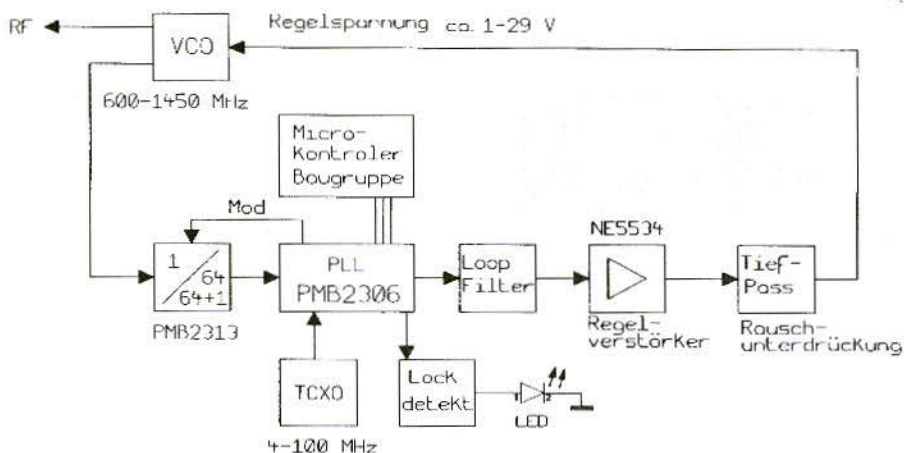 RF
VCO
Regelspannung ca. 1-29 V
600-1450 MHz
Micro-
Kontroler
Baugruppe
Mod
1
64
64+1
PMB2313
PLL
PMB2306
Loop
Filter
NE5534
Regel-
verstörker
Tief-
Pass
Rausch-
unterdrückung
TCXO
4-100 MHz
Lock
detekt
1
2
LED